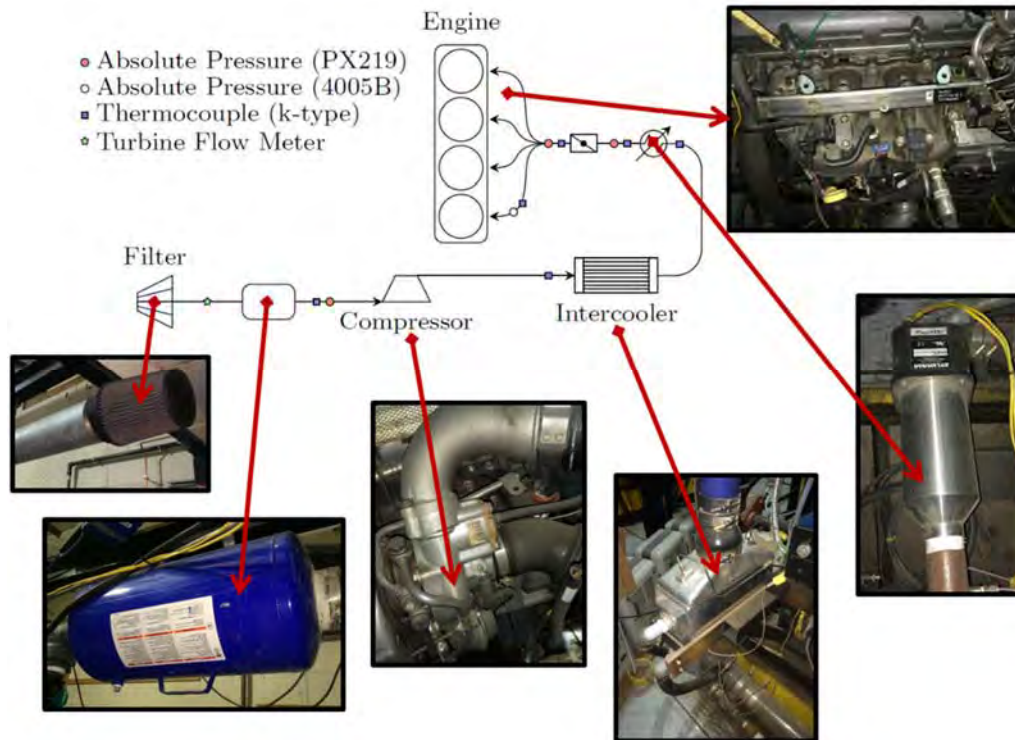 Engine
Absolute Pressure (PX219)
Absolute Pressure (4005B)
Thermocouple (k-type)
Turbine Flow Meter
Filter
Compressor
Intercooler